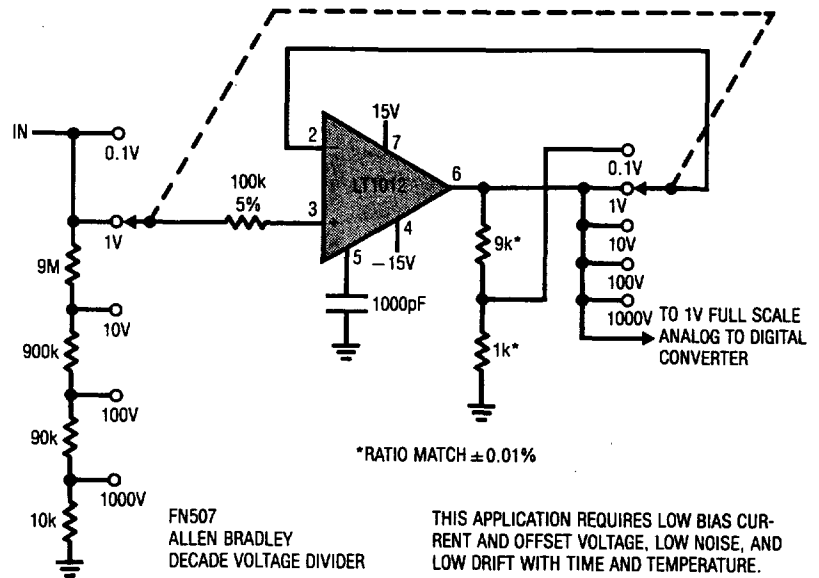 IN
0.1V
1V
9M
10V
900k
100V
90k
1000V
10k
100k
5%
2
3
15V
7
LT1012
6
4
-15V
5
1000pF
9k*
1k*
0.1V
1V
10V
100V
1000V
TO 1V FULL SCALE
ANALOG TO DIGITAL
CONVERTER
*RATIO MATCH ±0.01%
FN507
ALLEN BRADLEY
DECADE VOLTAGE DIVIDER
THIS APPLICATION REQUIRES LOW BIAS CUR-
RENT AND OFFSET VOLTAGE, LOW NOISE, AND
LOW DRIFT WITH TIME AND TEMPERATURE.